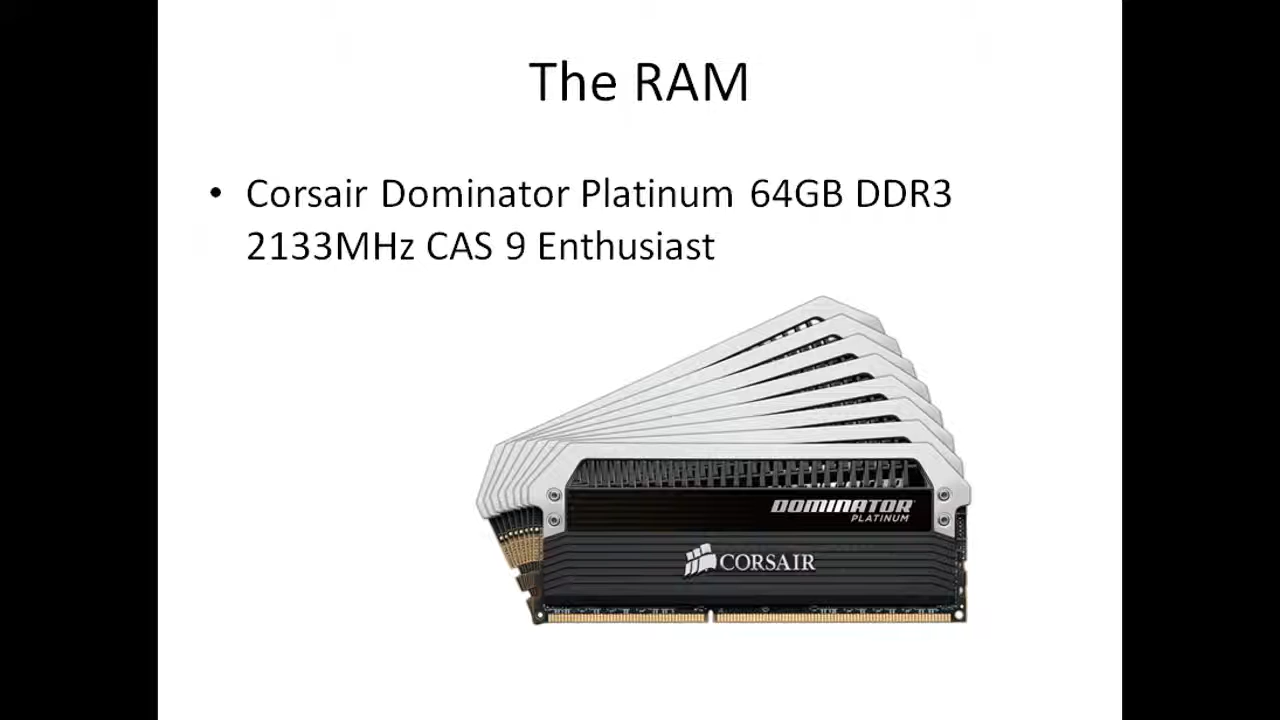 The RAM
• Corsair Dominator Platinum 64GB DDR3
2133MHz CAS 9 Enthusiast
DOMINATOR
PLATINUM
CORSAIR